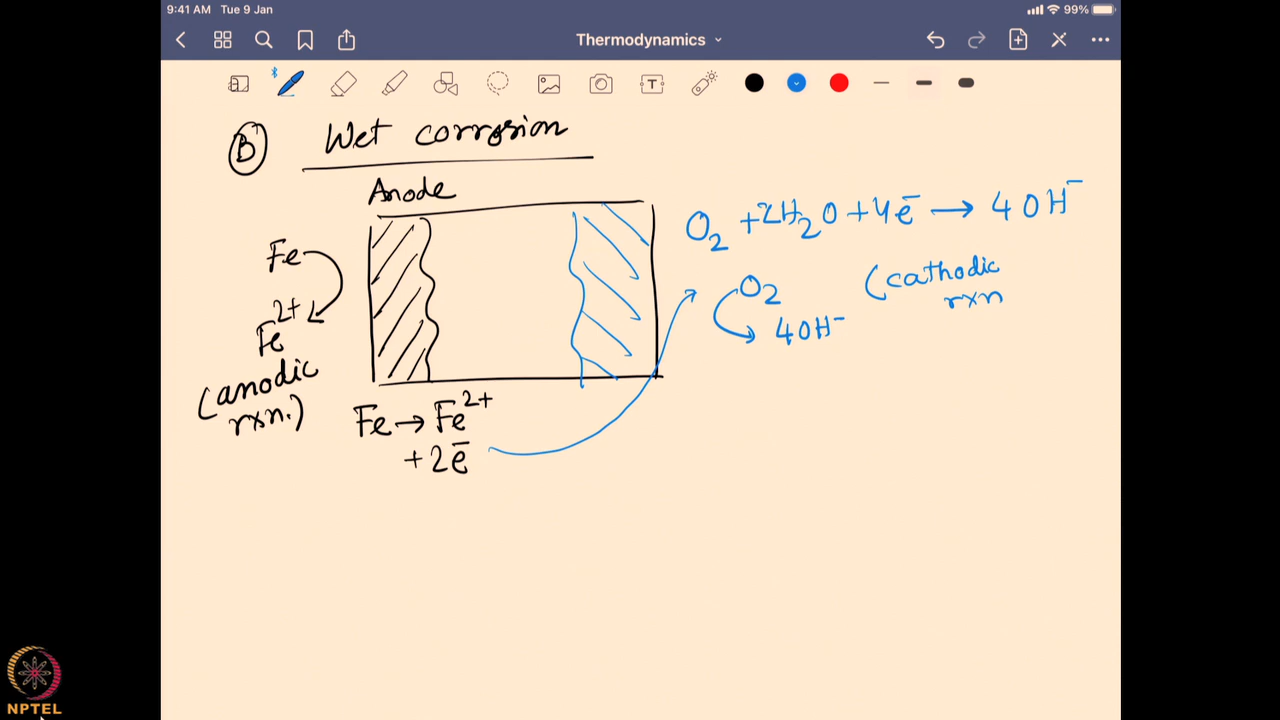 9:41 AM Tue 9 Jan
99%
Thermodynamics
B
Wet corrosion
Anode
O₂ + 2H₂O + 4e⁻ → 4OH⁻
Fe
Fe²⁺
(anodic
rxn.)
O₂
4OH⁻
(cathodic
rxn
Fe → Fe²⁺
+2e⁻
NPTEL